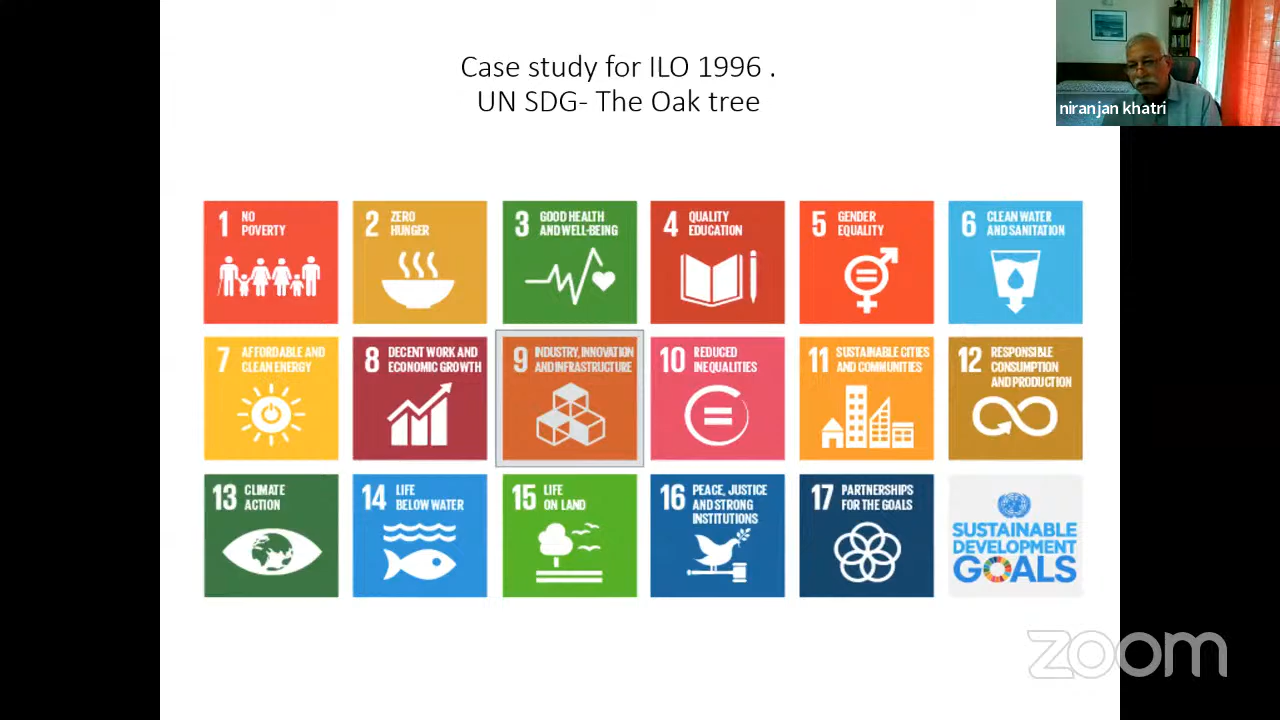 Case study for ILO 1996 .
UN SDG- The Oak tree
niranjan khatri
1 NO
POVERTY
2 ZERO
HUNGER
3 GOOD HEALTH
AND WELL-BEING
4 QUALITY
EDUCATION
5 GENDER
EQUALITY
6 CLEAN WATER
AND SANITATION
7 AFFORDABLE AND
CLEAN ENERGY
8 DECENT WORK AND
ECONOMIC GROWTH
9 INDUSTRY, INNOVATION
AND INFRASTRUCTURE
10 REDUCED
INEQUALITIES
11 SUSTAINABLE CITIES
AND COMMUNITIES
12 RESPONSIBLE
CONSUMPTION
AND PRODUCTION
13 CLIMATE
ACTION
14 LIFE
BELOW WATER
15 LIFE
ON LAND
16 PEACE, JUSTICE
AND STRONG
INSTITUTIONS
17 PARTNERSHIPS
FOR THE GOALS
SUSTAINABLE
DEVELOPMENT
GOALS
zoom